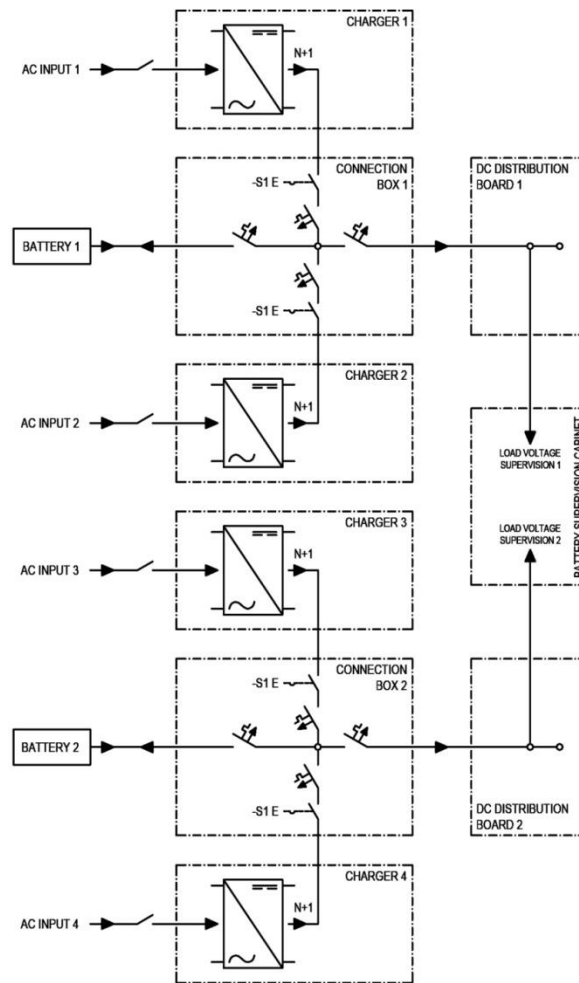 CHARGER 1
N+1
AC INPUT 1
CONNECTION
BOX 1
DC DISTRIBUTION
BOARD 1
-S1 E
BATTERY 1
-S1 E
CHARGER 2
N+1
AC INPUT 2
LOAD VOLTAGE
SUPERVISION 1
BATTERY SUPERVISION CABINET
LOAD VOLTAGE
SUPERVISION 2
CHARGER 3
N+1
AC INPUT 3
CONNECTION
BOX 2
-S1 E
BATTERY 2
-S1 E
DC DISTRIBUTION
BOARD 2
CHARGER 4
N+1
AC INPUT 4